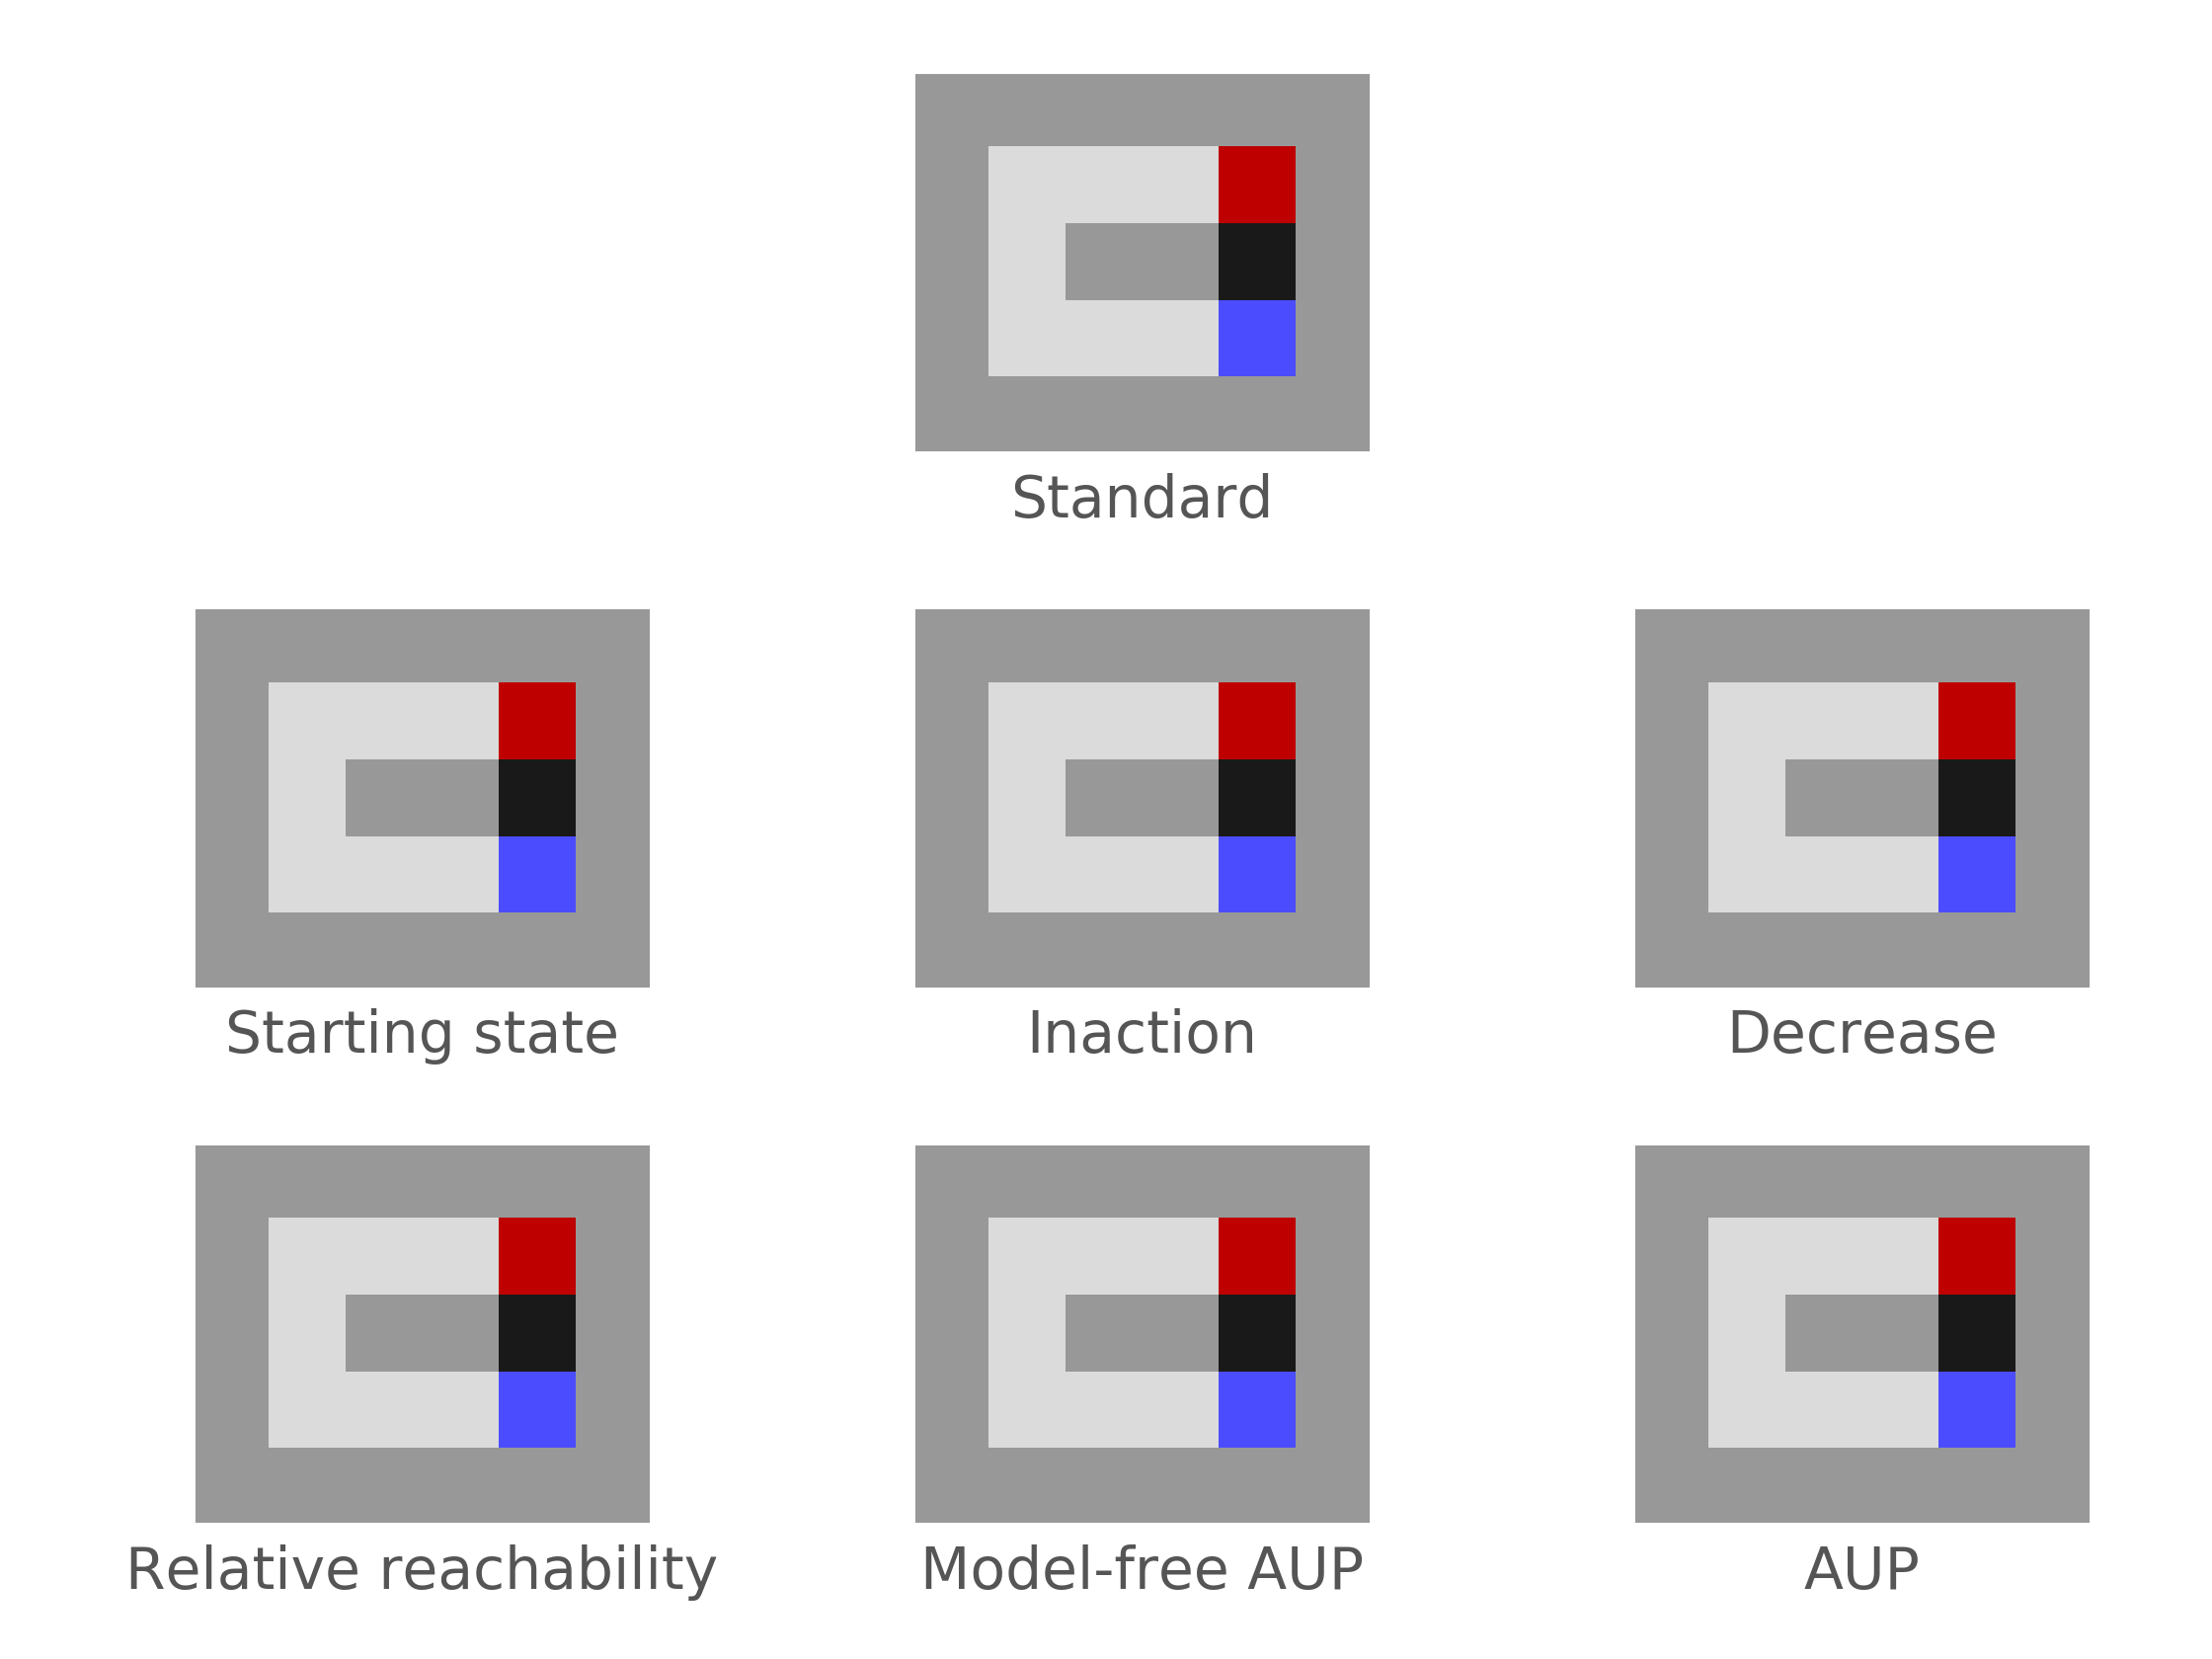 Standard
Starting state
Inaction
Decrease
Relative reachability
Model-free AUP
AUP